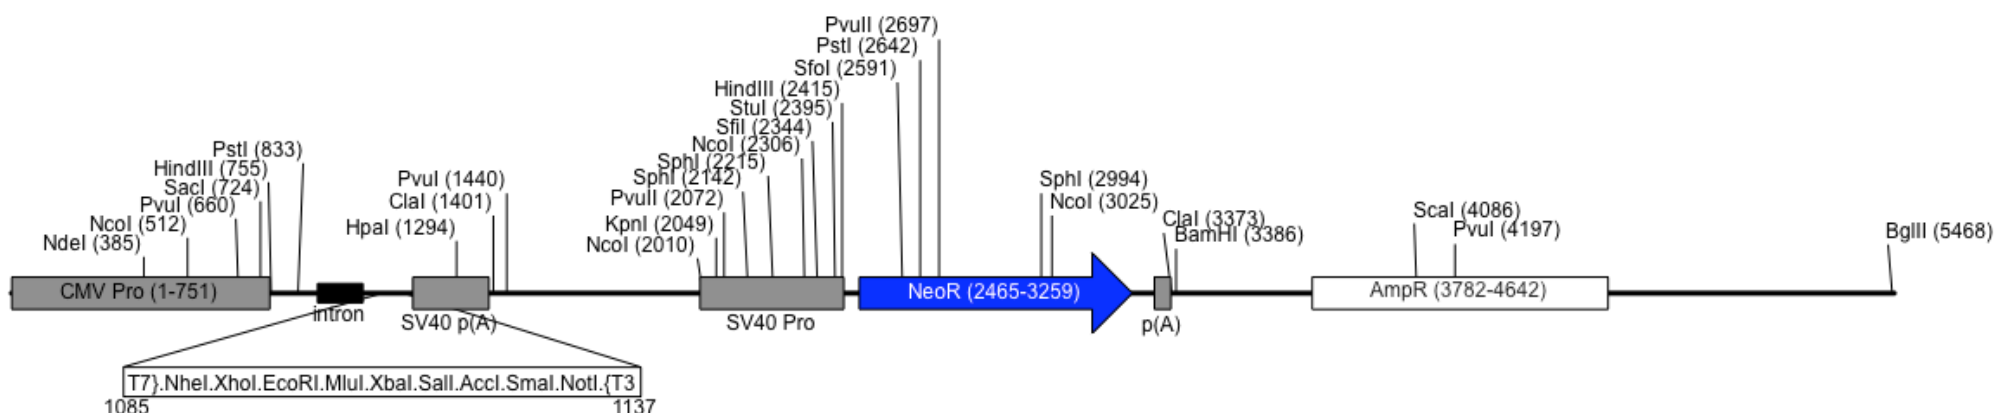 PvuII (2697)
PstI (2642)
SfoI (2591)
HindIII (2415)
StuI (2395)
SfiI (2344)
NcoI (2306)
SphI (2215)
SphI (2142)
PvuII (2072)
KpnI (2049)
NcoI (2010)
PstI (833)
HindIII (755)
SacI (724)
PvuI (660)
NcoI (512)
NdeI (385)
PvuI (1440)
ClaI (1401)
HpaI (1294)
SphI (2994)
NcoI (3025)
ClaI (3373)
BamHI (3386)
ScaI (4086)
PvuI (4197)
BglII (5468)
CMV Pro (1-751)
NeoR (2465-3259)
AmpR (3782-4642)
intron
SV40 p(A)
SV40 Pro
p(A)
T7}.NheI.XhoI.EcoRI.MluI.XbaI.SalI.AccI.SmaI.NotI.{T3
1085
1137